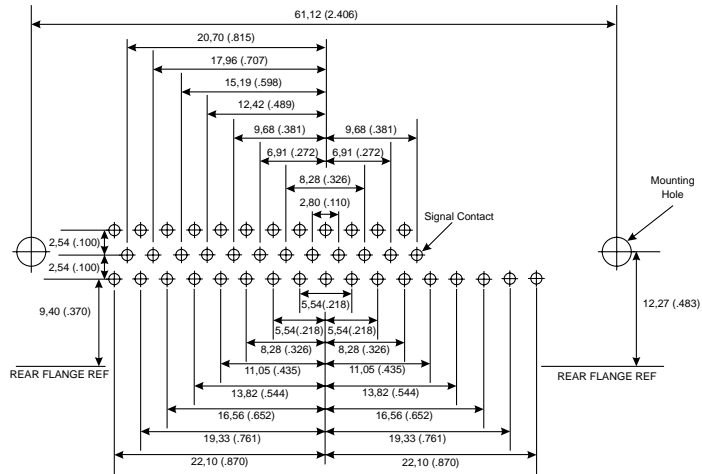 61,12 (2.406)
20,70 (.815)
17,96 (.707)
15,19 (.598)
12,42 (.489)
9,68 (.381) 9,68 (.381)
6,91 (.272) 6,91 (.272)
8,28 (.326)
Mounting
Hole
2,80 (.110)
Signal Contact
2,54 (.100)
2,54 (.100)
9,40 (.370)
5,54(.218)
12,27 (.483)
5,54(.218) 5,54(.218)
8,28 (.326) 8,28 (.326)
11,05 (.435) 11,05 (.435)
REAR FLANGE REF REAR FLANGE REF
13,82 (.544) 13,82 (.544)
16,56 (.652) 16,56 (.652)
19,33 (.761) 19,33 (.761)
22,10 (.870) 22,10 (.870)